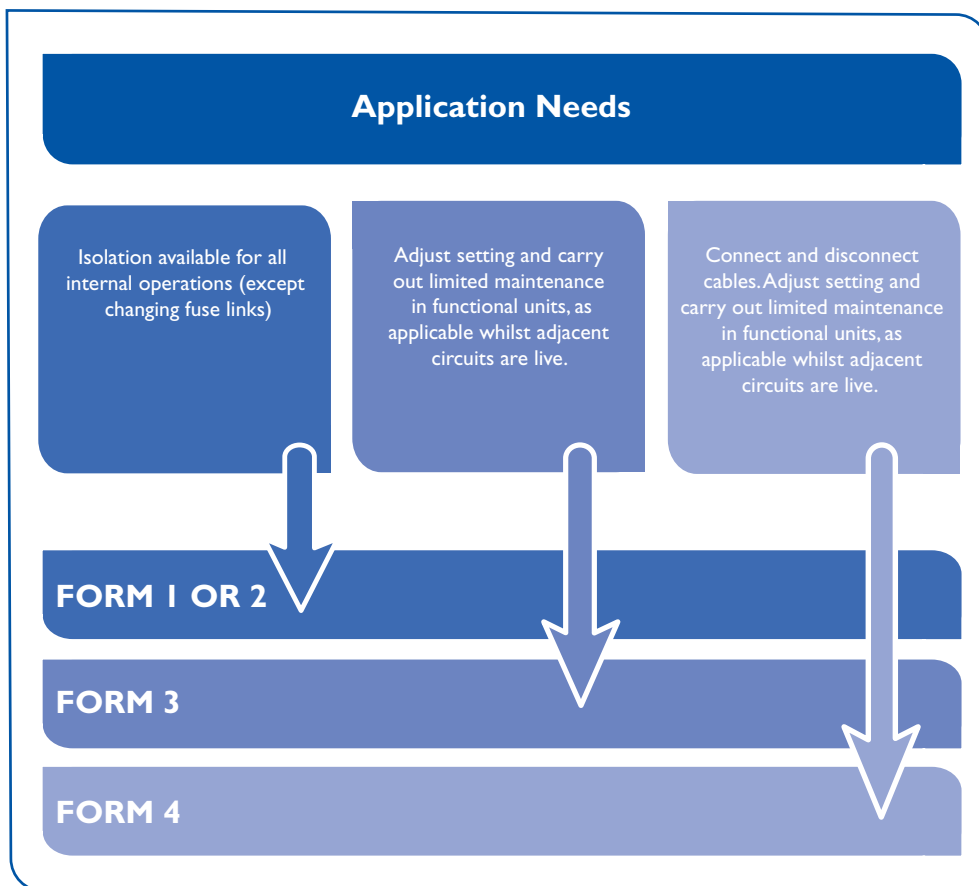 Application Needs
Isolation available for all
internal operations (except
changing fuse links)
Adjust setting and carry
out limited maintenance
in functional units, as
applicable whilst adjacent
circuits are live.
Connect and disconnect
cables. Adjust setting and
carry out limited maintenance
in functional units, as
applicable whilst adjacent
circuits are live.
FORM 1 OR 2
FORM 3
FORM 4